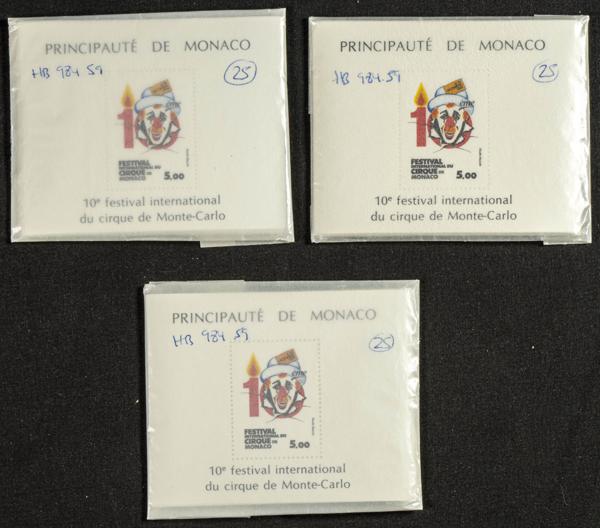 PRINCIPAUTÉ DE MONACO
HB 984 59
25
10
FESTIVAL
INTERNATIONAL DU
CIRQUE DE
MONACO
5,00
10e festival international
du cirque de Monte-Carlo
PRINCIPAUTÉ DE MONACO
HB 984.59
25
10
FESTIVAL
INTERNATIONAL DU
CIRQUE DE
MONACO
5,00
10e festival international
du cirque de Monte-Carlo
PRINCIPAUTÉ DE MONACO
HB 984 59
25
10
FESTIVAL
INTERNATIONAL DU
CIRQUE DE
MONACO
5,00
10e festival international
du cirque de Monte-Carlo